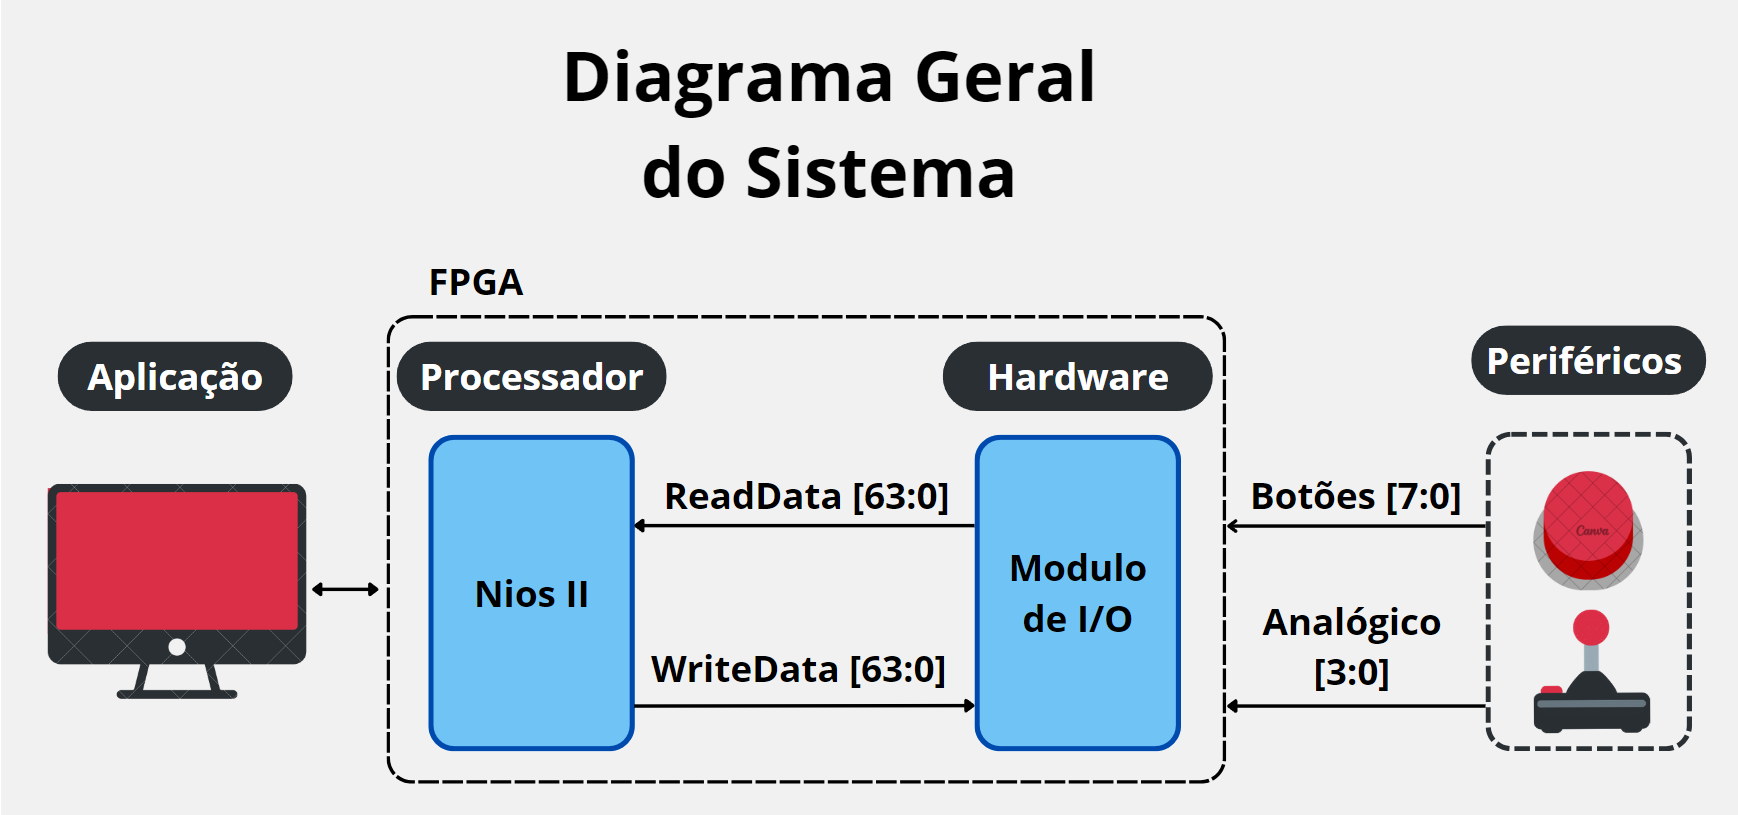 Diagrama Geral
do Sistema
FPGA
Aplicação
Processador
Hardware
Periféricos
ReadData [63:0]
Botões [7:0]
Canva
Nios II
Modulo
de I/O
Analógico
[3:0]
WriteData [63:0]